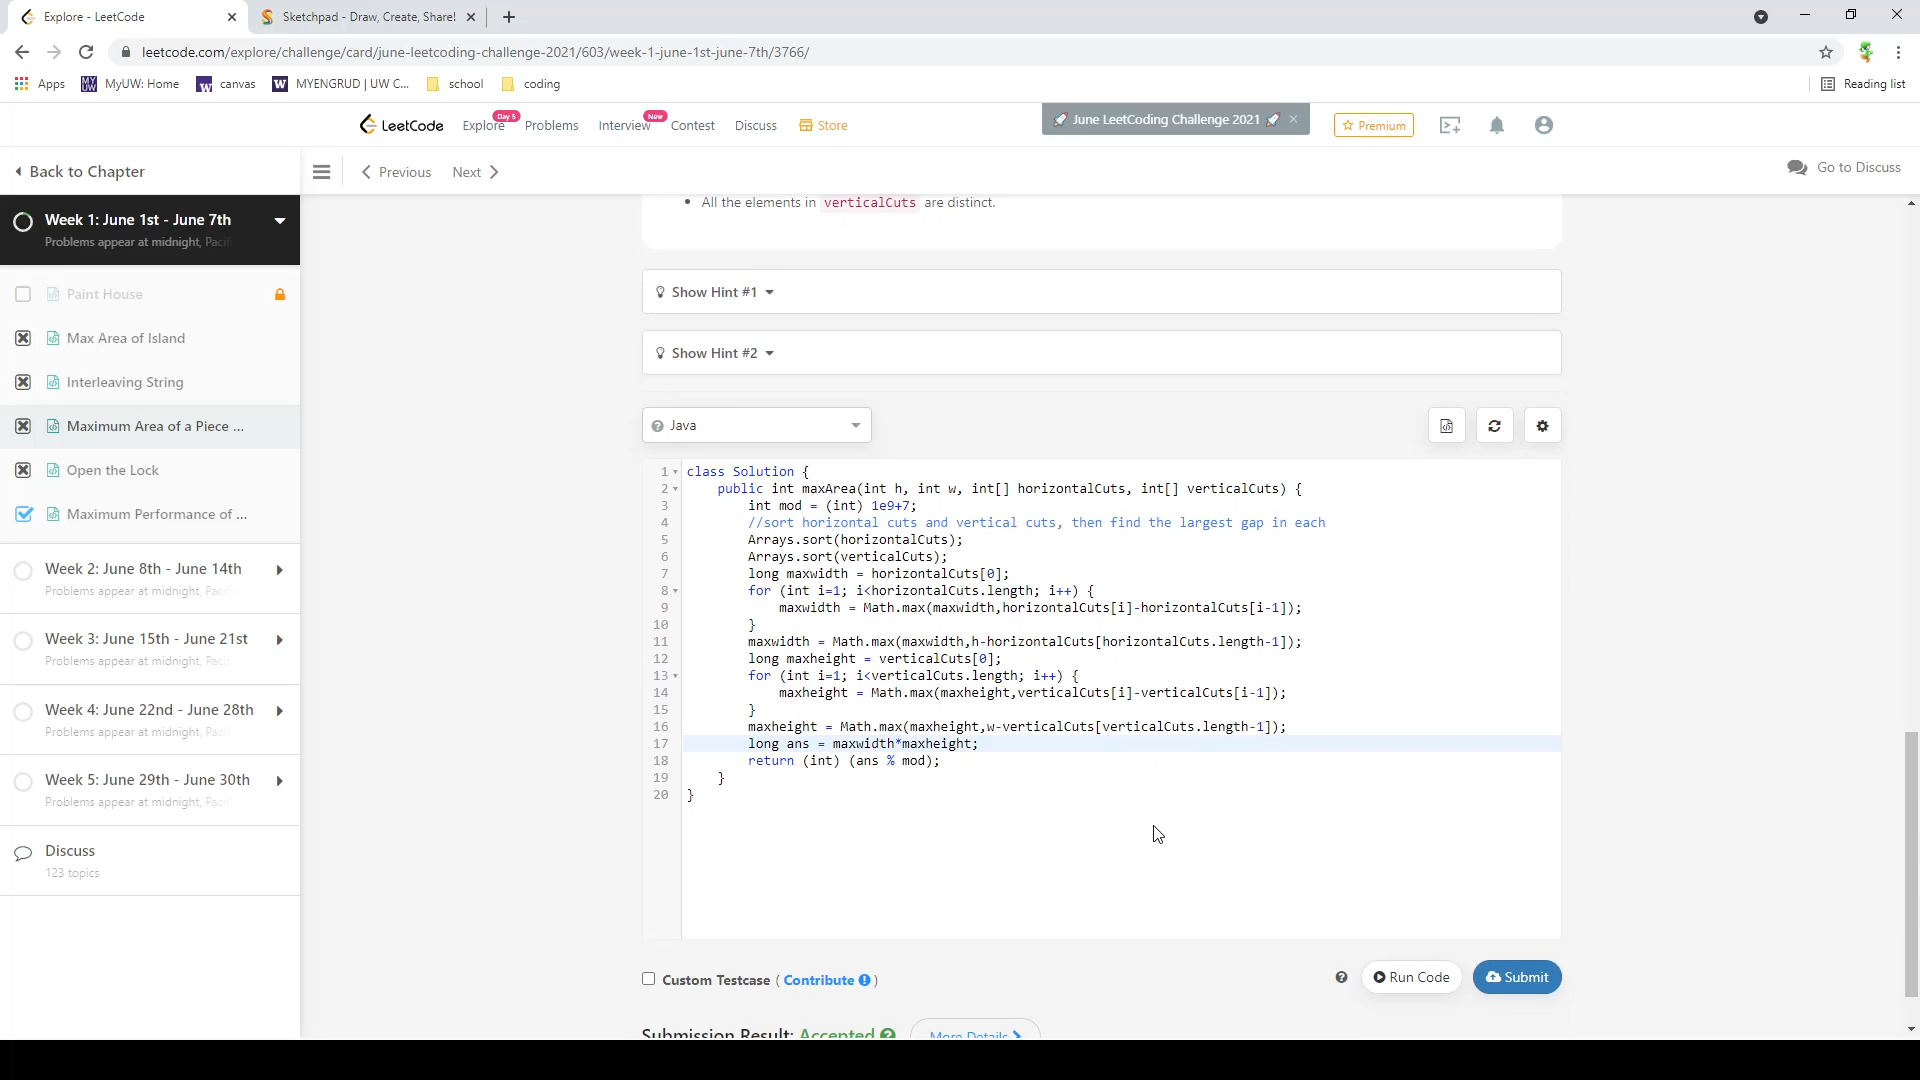 Explore - LeetCode
Sketchpad - Draw, Create, Share!
leetcode.com/explore/challenge/card/june-leetcoding-challenge-2021/603/week-1-june-1st-june-7th/3766/
Apps
MyUW: Home
canvas
MYENGRUD | UW C...
school
coding
Reading list
LeetCode
Explore
Day 5
Problems
Interview
New
Contest
Discuss
Store
June LeetCoding Challenge 2021
Premium
Back to Chapter
Previous
Next
Go to Discuss
Week 1: June 1st - June 7th
Problems appear at midnight, Pacif
Paint House
Max Area of Island
Interleaving String
Maximum Area of a Piece ...
Open the Lock
Maximum Performance of ...
Week 2: June 8th - June 14th
Problems appear at midnight, Paci
Week 3: June 15th - June 21st
Problems appear at midnight, Paci
Week 4: June 22nd - June 28th
Problems appear at midnight, Paci
Week 5: June 29th - June 30th
Problems appear at midnight, Paci
Discuss
123 topics
• All the elements in verticalCuts are distinct.
Show Hint #1
Show Hint #2
Java
1 class Solution {
2 public int maxArea(int h, int w, int[] horizontalCuts, int[] verticalCuts) {
3 int mod = (int) 1e9+7;
4 //sort horizontal cuts and vertical cuts, then find the largest gap in each
5 Arrays.sort(horizontalCuts);
6 Arrays.sort(verticalCuts);
7 long maxwidth = horizontalCuts[0];
8 for (int i=1; i<horizontalCuts.length; i++) {
9 maxwidth = Math.max(maxwidth,horizontalCuts[i]-horizontalCuts[i-1]);
10 }
11 maxwidth = Math.max(maxwidth,h-horizontalCuts[horizontalCuts.length-1]);
12 long maxheight = verticalCuts[0];
13 for (int i=1; i<verticalCuts.length; i++) {
14 maxheight = Math.max(maxheight,verticalCuts[i]-verticalCuts[i-1]);
15 }
16 maxheight = Math.max(maxheight,w-verticalCuts[verticalCuts.length-1]);
17 long ans = maxwidth*maxheight;
18 return (int) (ans % mod);
19 }
20 }
Custom Testcase ( Contribute )
Run Code
Submit
Submission Result: Accepted
More Details